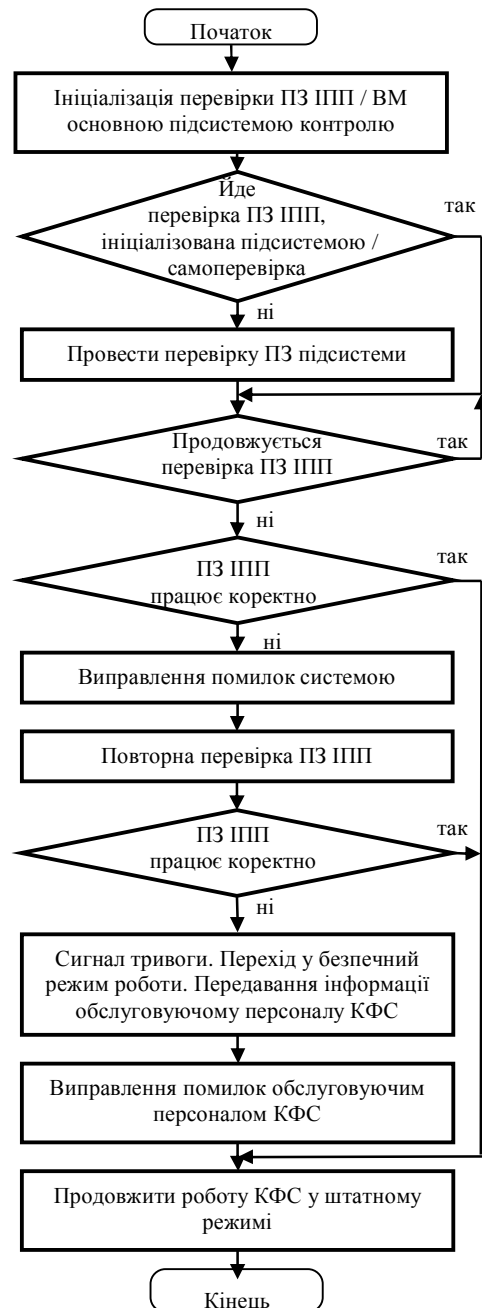 Початок
Ініціалізація перевірки ПЗ ІПП / ВМ
основною підсистемою контролю
Йде
перевірка ПЗ ІПП,
ініціалізована підсистемою /
самоперевірка
так
ні
Провести перевірку ПЗ підсистеми
Продовжується
перевірка ПЗ ІПП
так
ні
ПЗ ІПП
працює коректно
так
ні
Виправлення помилок системою
Повторна перевірка ПЗ ІПП
ПЗ ІПП
працює коректно
так
ні
Сигнал тривоги. Перехід у безпечний
режим роботи. Передавання інформації
обслуговуючому персоналу КФС
Виправлення помилок обслуговуючим
персоналом КФС
Продовжити роботу КФС у штатному
режимі
Кінець